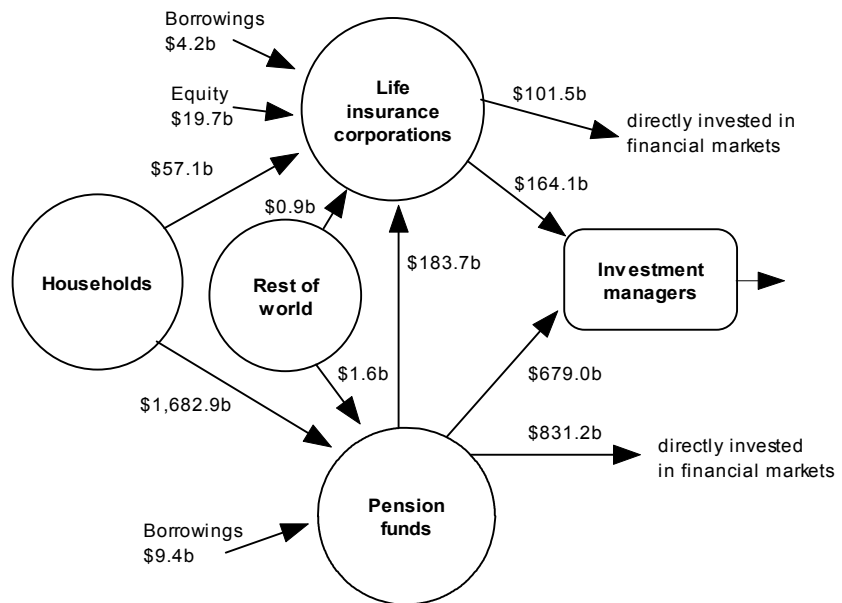 Borrowings
$4.2b
Equity
$19.7b
Life
insurance
corporations
$101.5b
directly invested in
financial markets
$57.1b
$164.1b
$0.9b
$183.7b
Households
Rest of
world
Investment
managers
$1.6b
$679.0b
$1,682.9b
$831.2b
directly invested
in financial markets
Pension
funds
Borrowings
$9.4b